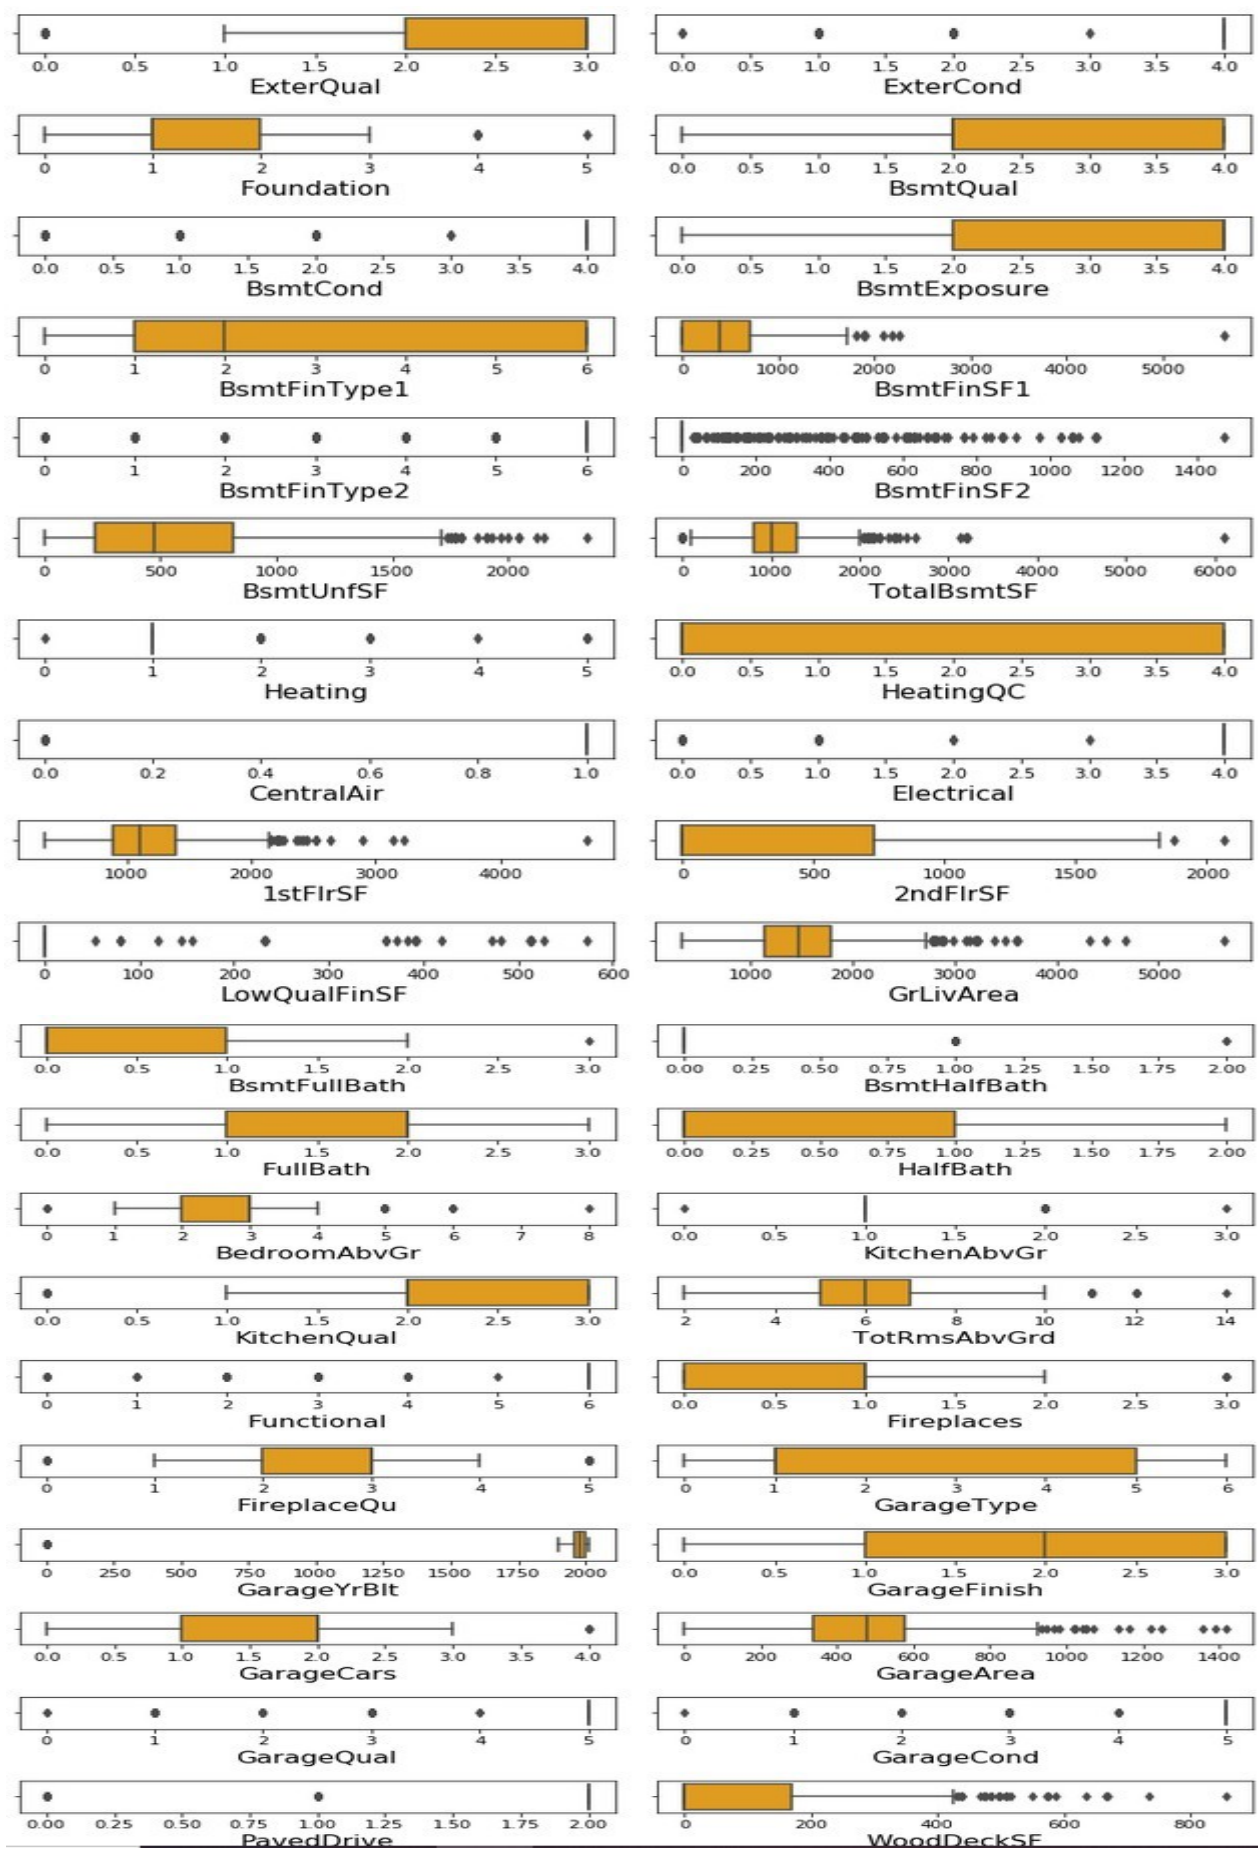 0.0 0.5 1.0 1.5 2.0 2.5 3.0
ExterQual
0.0 0.5 1.0 1.5 2.0 2.5 3.0 3.5 4.0
ExterCond
0 1 2 3 4 5
Foundation
0.0 0.5 1.0 1.5 2.0 2.5 3.0 3.5 4.0
BsmtQual
0.0 0.5 1.0 1.5 2.0 2.5 3.0 3.5 4.0
BsmtCond
0.0 0.5 1.0 1.5 2.0 2.5 3.0 3.5 4.0
BsmtExposure
0 1 2 3 4 5 6
BsmtFinType1
0 1000 2000 3000 4000 5000
BsmtFinSF1
0 1 2 3 4 5 6
BsmtFinType2
0 200 400 600 800 1000 1200 1400
BsmtFinSF2
0 500 1000 1500 2000
BsmtUnfSF
0 1000 2000 3000 4000 5000 6000
TotalBsmtSF
0 1 2 3 4 5
Heating
0.0 0.5 1.0 1.5 2.0 2.5 3.0 3.5 4.0
HeatingQC
0.0 0.2 0.4 0.6 0.8 1.0
CentralAir
0.0 0.5 1.0 1.5 2.0 2.5 3.0 3.5 4.0
Electrical
1000 2000 3000 4000
1stFlrSF
0 500 1000 1500 2000
2ndFlrSF
0 100 200 300 400 500 600
LowQualFinSF
1000 2000 3000 4000 5000
GrLivArea
0.0 0.5 1.0 1.5 2.0 2.5 3.0
BsmtFullBath
0.00 0.25 0.50 0.75 1.00 1.25 1.50 1.75 2.00
BsmtHalfBath
0.0 0.5 1.0 1.5 2.0 2.5 3.0
FullBath
0.00 0.25 0.50 0.75 1.00 1.25 1.50 1.75 2.00
HalfBath
0 1 2 3 4 5 6 7 8
BedroomAbvGr
0.0 0.5 1.0 1.5 2.0 2.5 3.0
KitchenAbvGr
0.0 0.5 1.0 1.5 2.0 2.5 3.0
KitchenQual
2 4 6 8 10 12 14
TotRmsAbvGrd
0 1 2 3 4 5 6
Functional
0.0 0.5 1.0 1.5 2.0 2.5 3.0
Fireplaces
0 1 2 3 4 5
FireplaceQu
0 1 2 3 4 5 6
GarageType
0 250 500 750 1000 1250 1500 1750 2000
GarageYrBlt
0.0 0.5 1.0 1.5 2.0 2.5 3.0
GarageFinish
0.0 0.5 1.0 1.5 2.0 2.5 3.0 3.5 4.0
GarageCars
0 200 400 600 800 1000 1200 1400
GarageArea
0 1 2 3 4 5
GarageQual
0 1 2 3 4 5
GarageCond
0.00 0.25 0.50 0.75 1.00 1.25 1.50 1.75 2.00
PavedDrive
0 200 400 600 800
WoodDeckSF